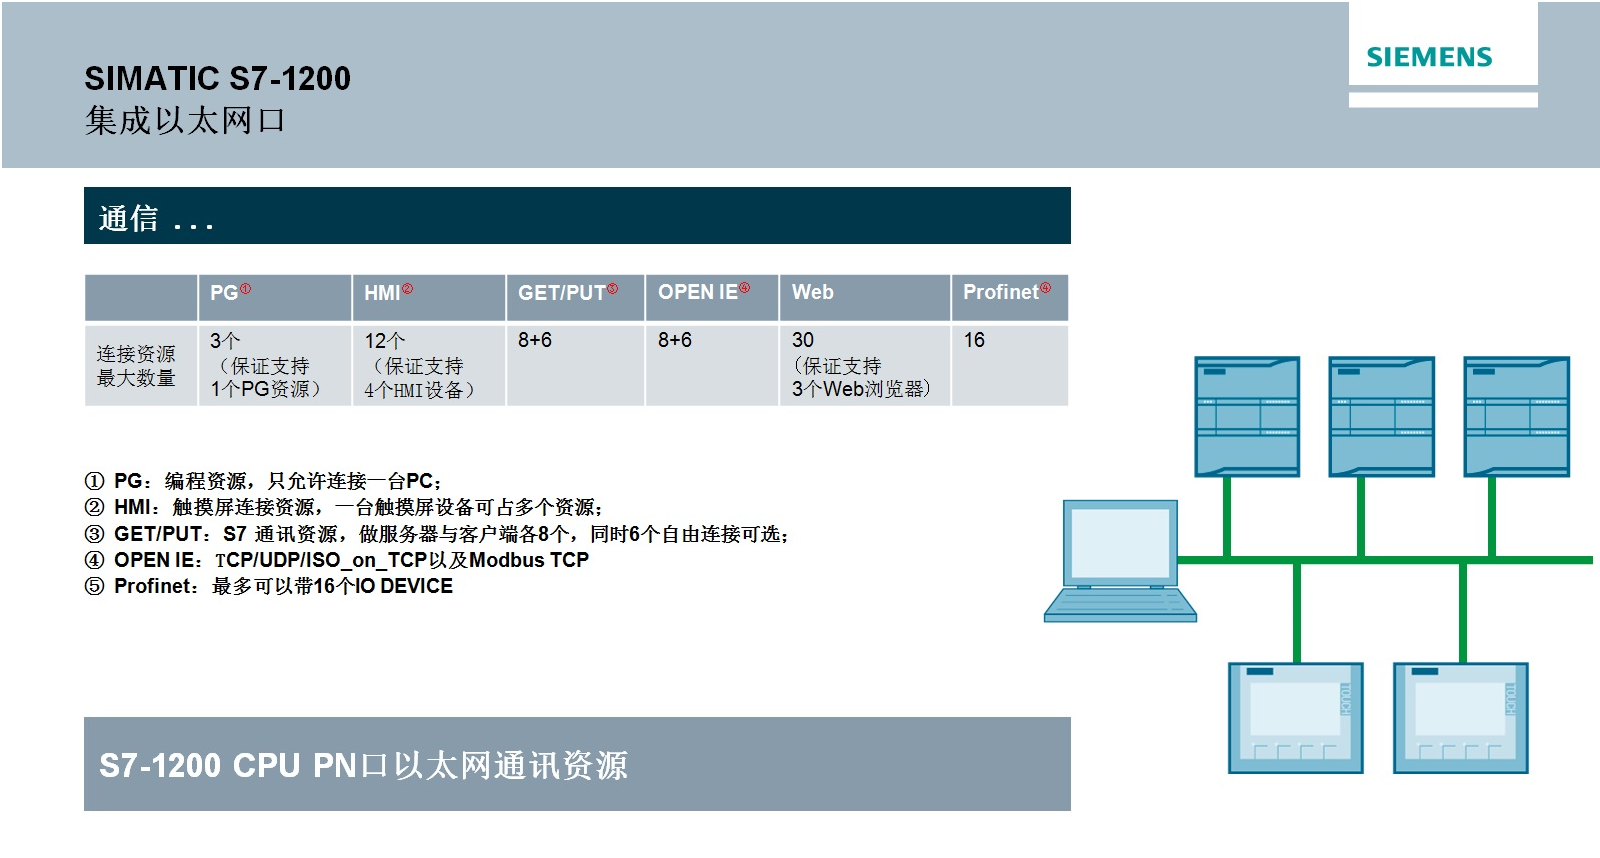 SIEMENS
SIMATIC S7-1200
集成以太网口
通信 ...
PG① HMI② GET/PUT③ OPEN IE④ Web Profinet④
连接资源
最大数量
3个
（保证支持
1个PG资源）
12个
（保证支持
4个HMI设备）
8+6
8+6
30
(保证支持
3个Web浏览器)
16
① PG：编程资源，只允许连接一台PC；
② HMI：触摸屏连接资源，一台触摸屏设备可占多个资源；
③ GET/PUT：S7 通讯资源，做服务器与客户端各8个，同时6个自由连接可选；
④ OPEN IE：TCP/UDP/ISO_on_TCP以及Modbus TCP
⑤ Profinet：最多可以带16个IO DEVICE
TOUCH
TOUCH
S7-1200 CPU PN口以太网通讯资源